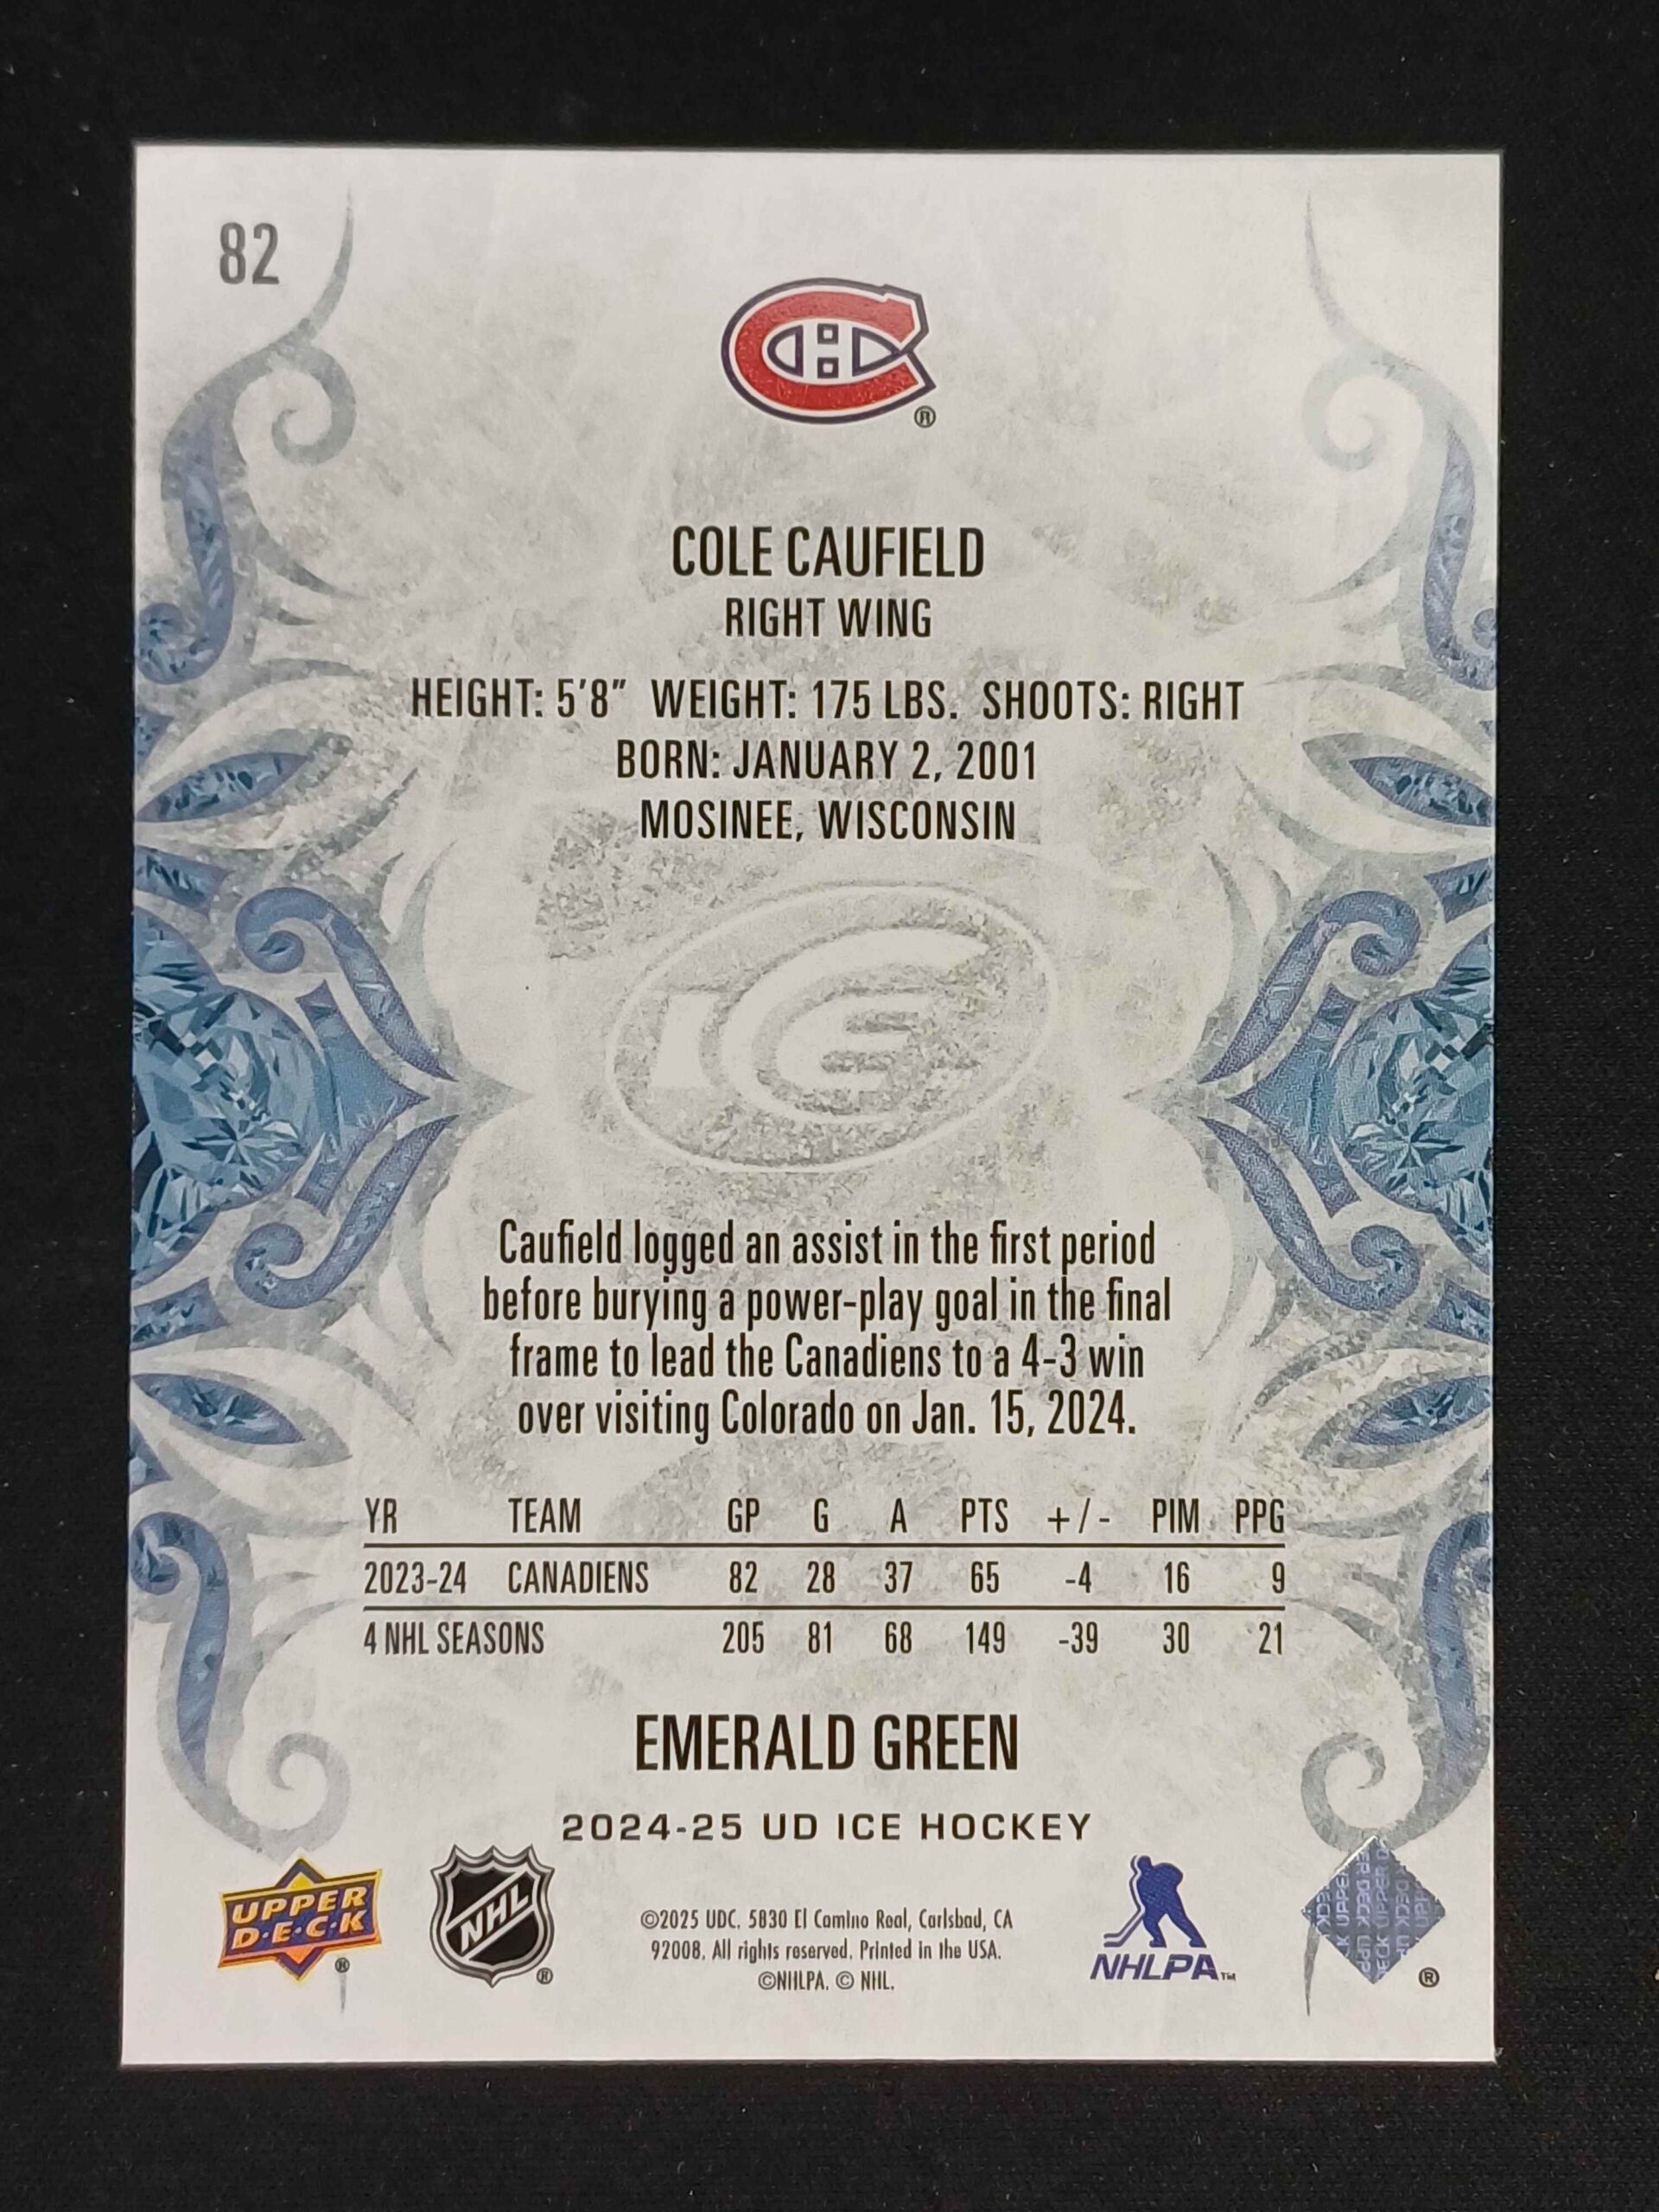 82
®
COLE CAUFIELD
RIGHT WING
HEIGHT: 5'8" WEIGHT: 175 LBS. SHOOTS: RIGHT
BORN: JANUARY 2, 2001
MOSINEE, WISCONSIN
ICE
Caufield logged an assist in the first period
before burying a power-play goal in the final
frame to lead the Canadiens to a 4-3 win
over visiting Colorado on Jan. 15, 2024.
YR TEAM GP G A PTS +/- PIM PPG
2023-24 CANADIENS 82 28 37 65 -4 16 9
4 NHL SEASONS 205 81 68 149 -39 30 21
EMERALD GREEN
2024-25 UD ICE HOCKEY
UPPER
D·E·C·K
®
NHL
®
©2025 UDC. 5830 El Camino Real, Carlsbad, CA
92008. All rights reserved. Printed in the USA.
©NHLPA. © NHL.
NHLPA™
®